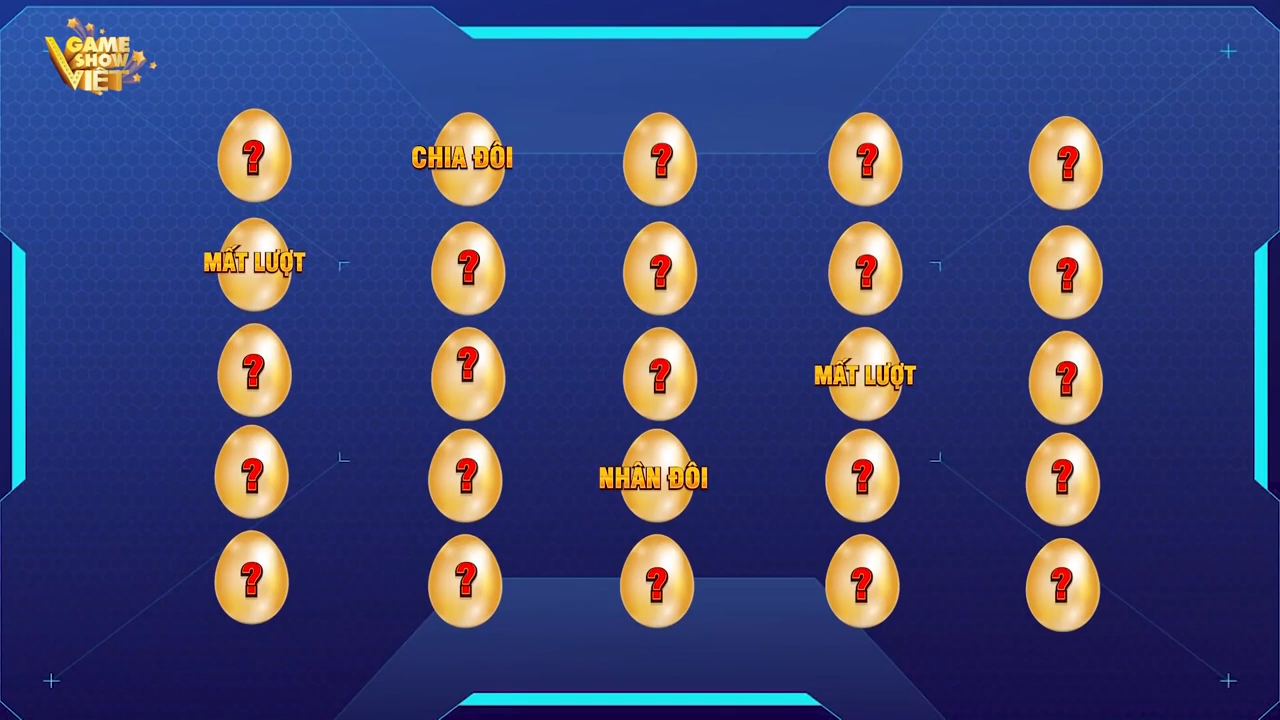 GAME
SHOW
VIỆT
? CHIA ĐÔI ? ? ?
MẤT LƯỢT ? ? ? ?
? ? ? MẤT LƯỢT ?
? ? NHÂN ĐÔI ? ?
? ? ? ? ?